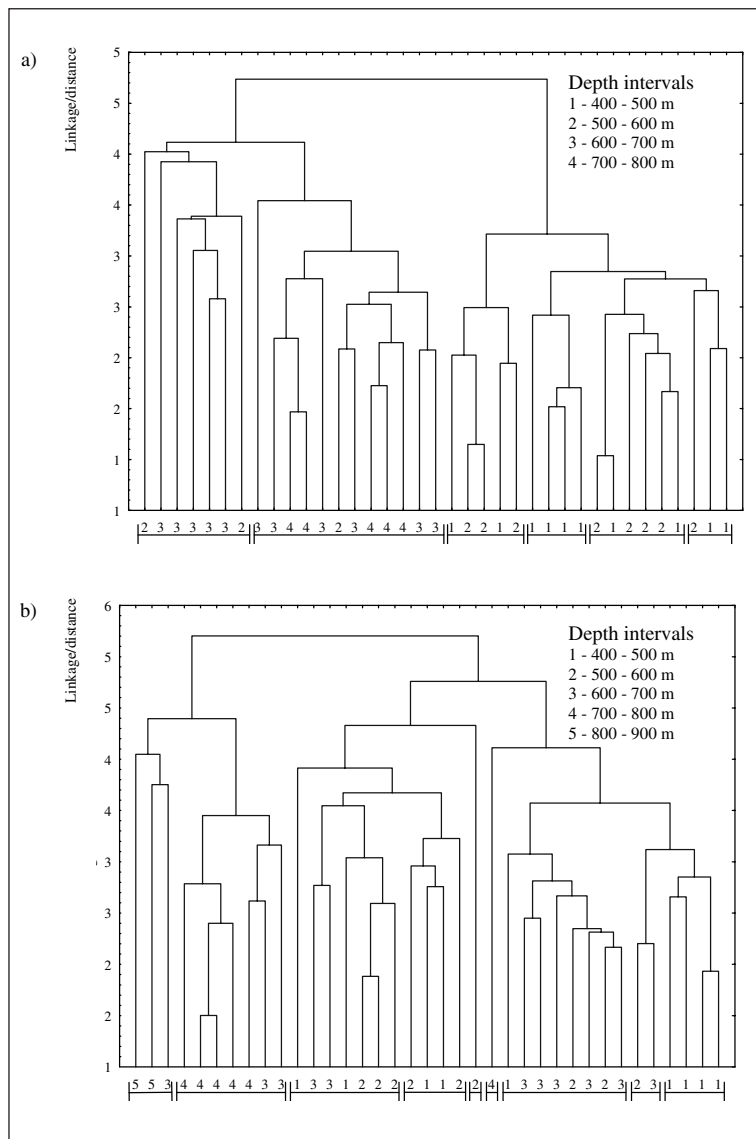 a)
Linkage/distance
5
5
4
4
3
3
2
2
1
1
Depth intervals
1 - 400 - 500 m
2 - 500 - 600 m
3 - 600 - 700 m
4 - 700 - 800 m
2 3 3 3 3 3 2 3 3 4 4 3 2 3 4 4 4 3 3 1 2 2 1 2 1 1 1 1 2 1 2 2 2 1 2 1 1
b)
Linkage/distance
6
5
5
4
4
3
3
2
2
1
Depth intervals
1 - 400 - 500 m
2 - 500 - 600 m
3 - 600 - 700 m
4 - 700 - 800 m
5 - 800 - 900 m
5 5 3 4 4 4 4 4 3 3 1 3 3 1 2 2 2 2 1 1 2 2 4 1 3 3 3 2 3 2 3 2 3 1 1 1 1